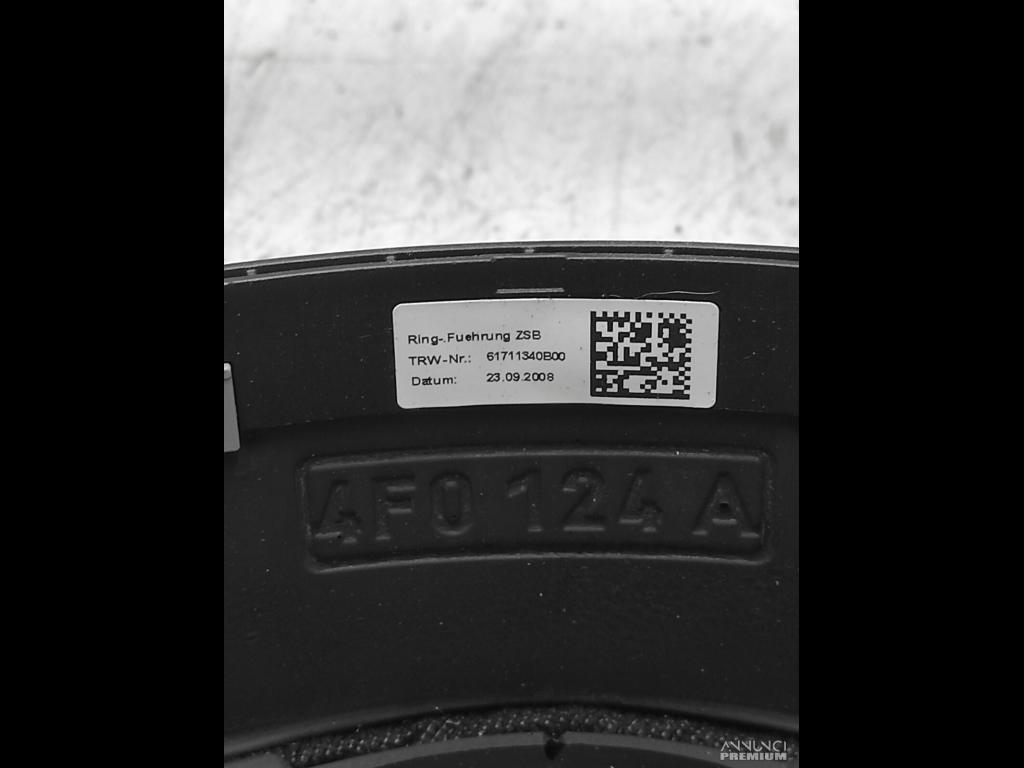 Ring-.Fuehrung ZSB
TRW-Nr.: 61711340B00
Datum: 23.09.2008
4F0 124 A
ANNUNCI
PREMIUM